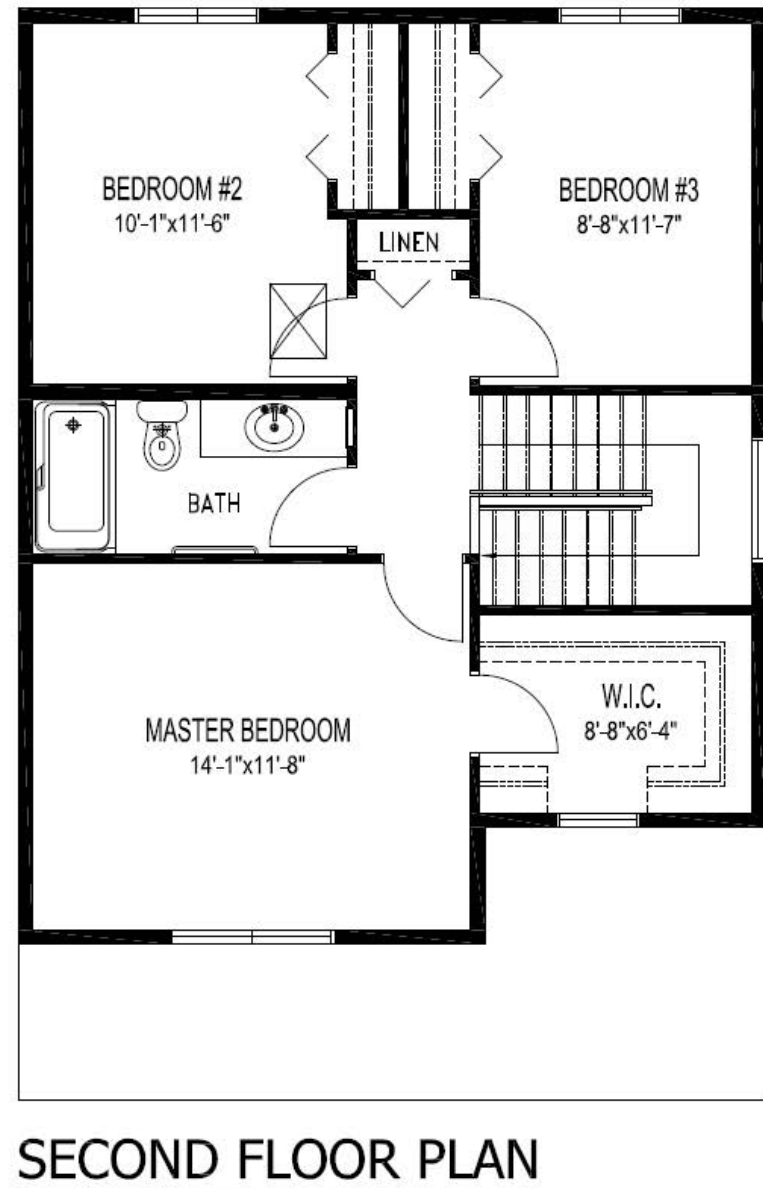 BEDROOM #2
10'-1"x11'-6"
BEDROOM #3
8'-8"x11'-7"
LINEN
BATH
MASTER BEDROOM
14'-1"x11'-8"
W.I.C.
8'-8"x6'-4"
SECOND FLOOR PLAN